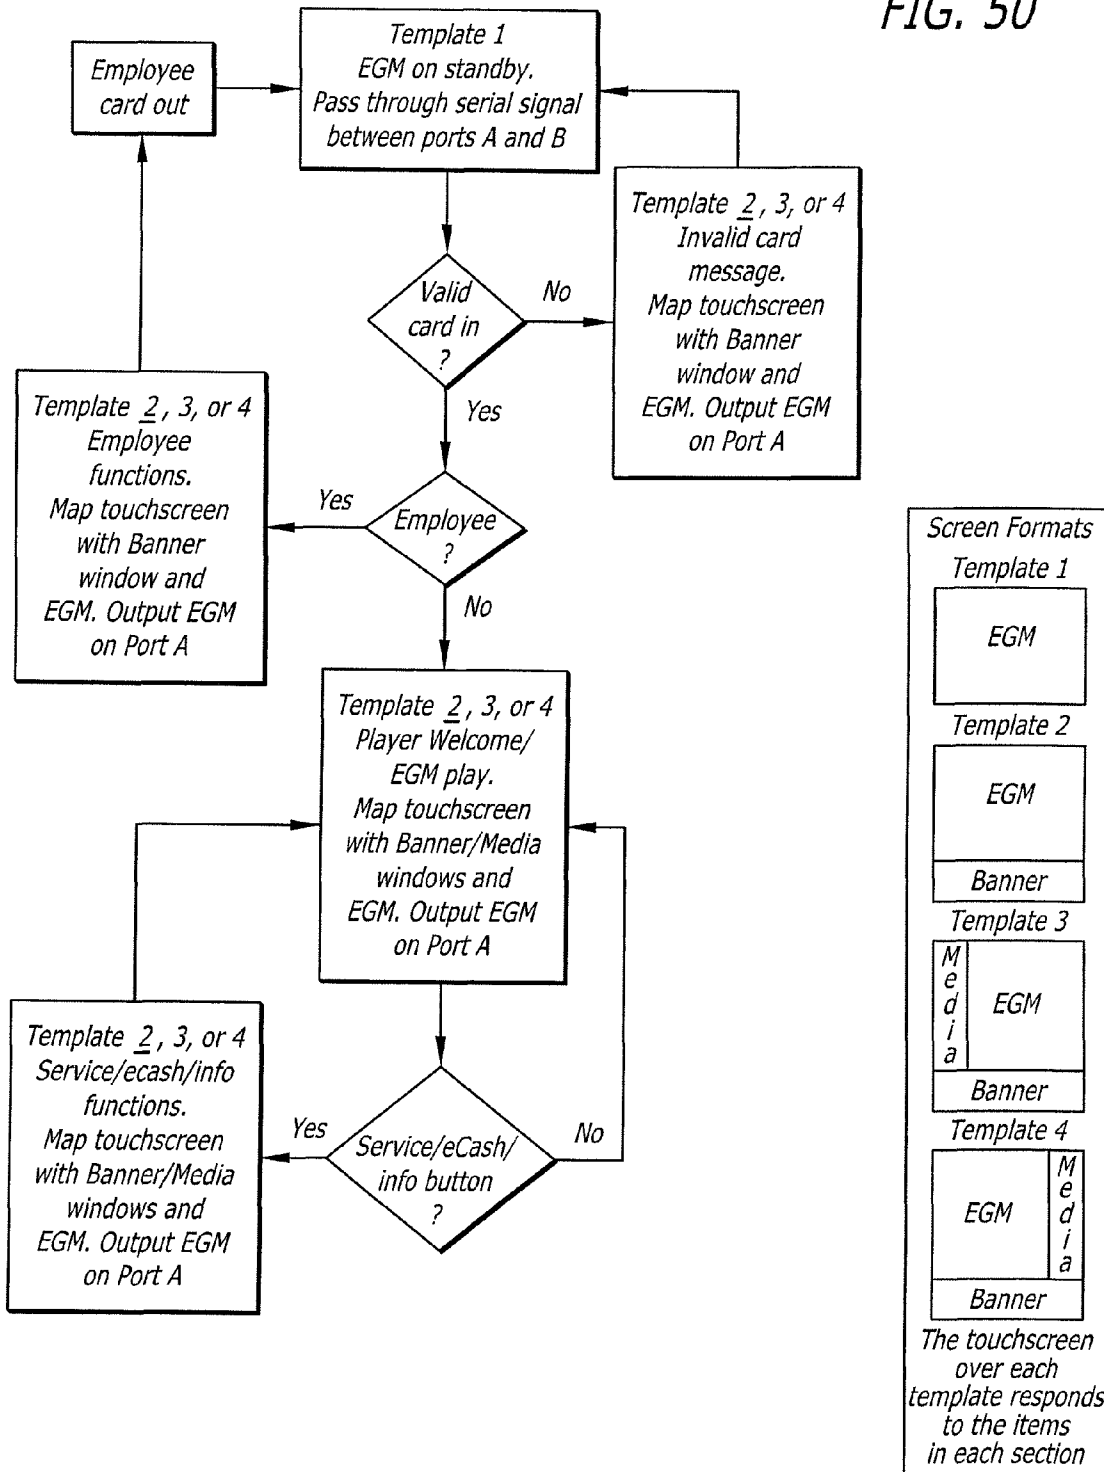 FIG. 50
Employee
card out
Template 1
EGM on standby.
Pass through serial signal
between ports A and B
Template 2, 3, or 4
Invalid card
message.
Map touchscreen
with Banner
window and
EGM. Output EGM
on Port A
Valid
card in
?
No
Yes
Template 2, 3, or 4
Employee
functions.
Map touchscreen
with Banner
window and
EGM. Output EGM
on Port A
Yes
Employee
?
No
Template 2, 3, or 4
Player Welcome/
EGM play.
Map touchscreen
with Banner/Media
windows and
EGM. Output EGM
on Port A
Template 2, 3, or 4
Service/ecash/info
functions.
Map touchscreen
with Banner/Media
windows and
EGM. Output EGM
on Port A
Yes
Service/eCash/
info button
?
No
Screen Formats
Template 1
EGM
Template 2
EGM
Banner
Template 3
Media
EGM
Banner
Template 4
EGM
Media
Banner
The touchscreen
over each
template responds
to the items
in each section